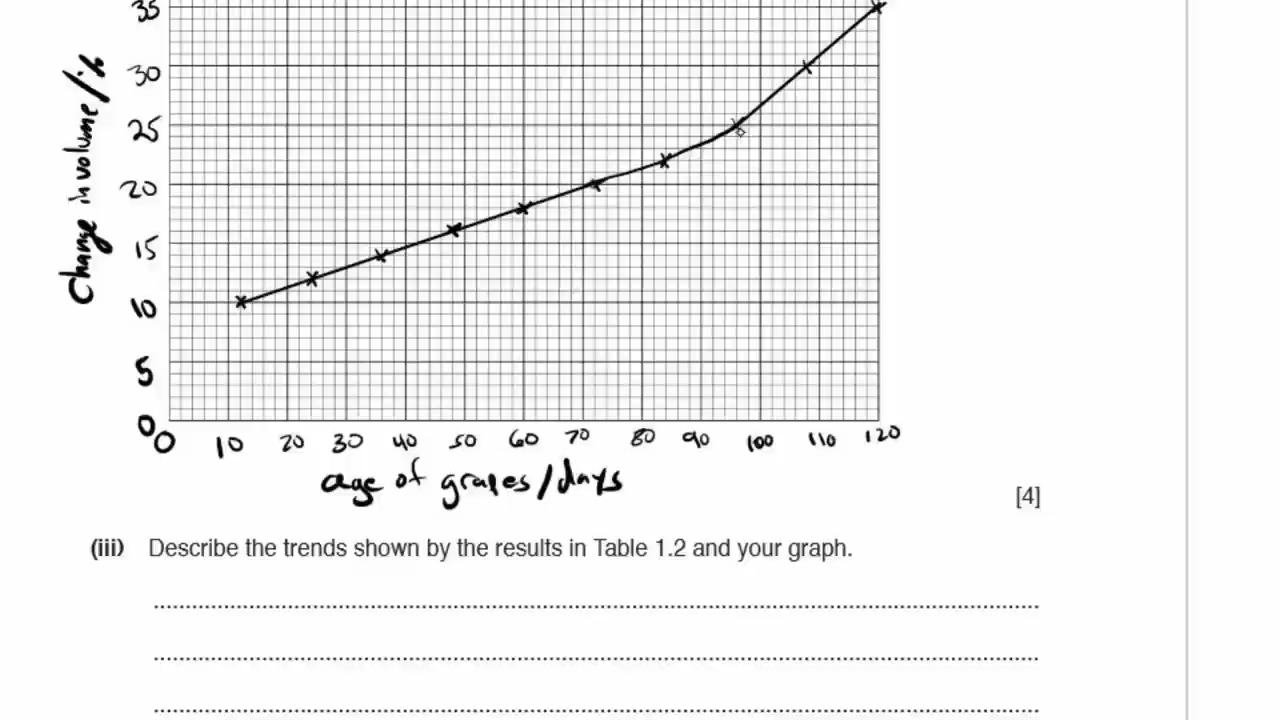 35
30
25
20
15
10
5
0
Change in volume / %
0 10 20 30 40 50 60 70 80 90 100 110 120
age of grapes / days
[4]
(iii) Describe the trends shown by the results in Table 1.2 and your graph.